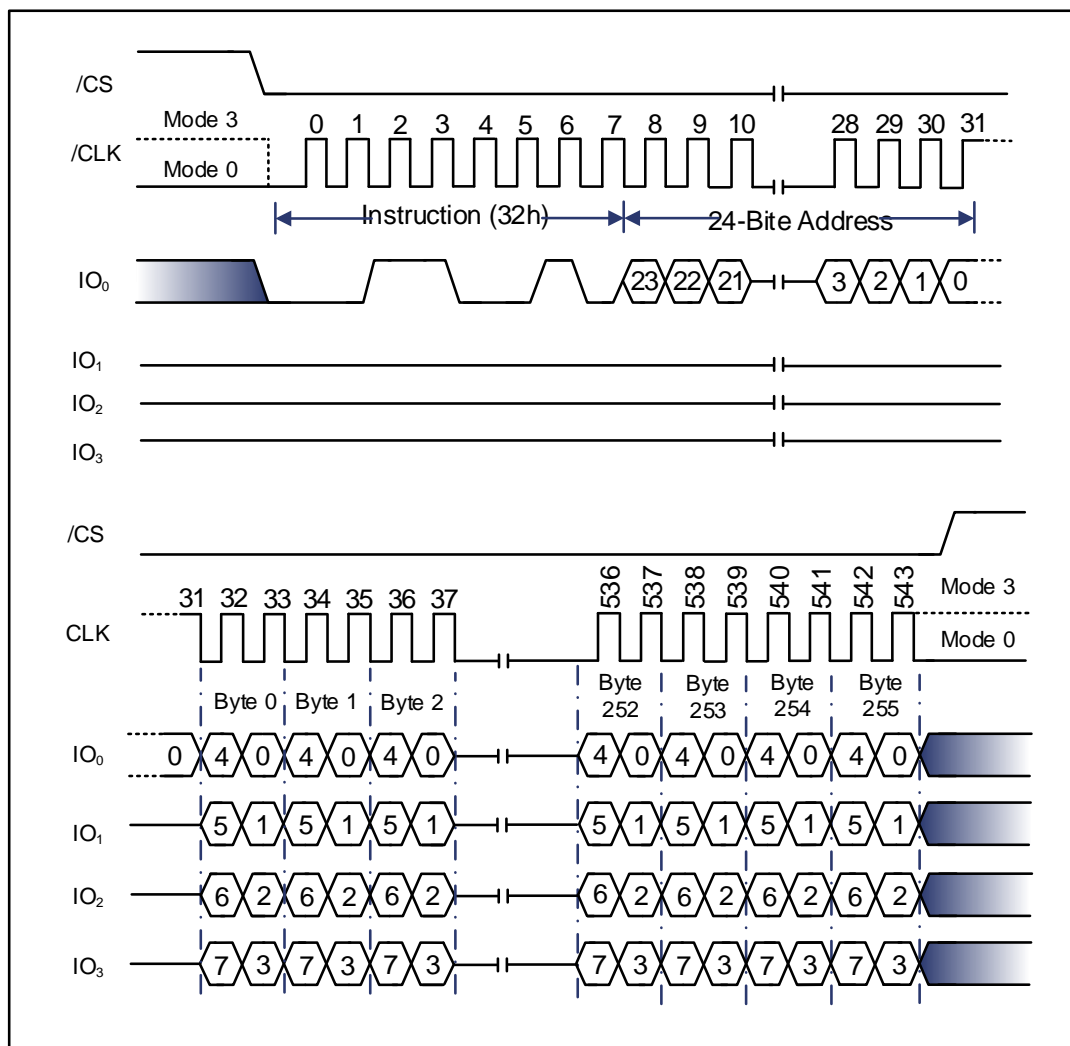 /CS
Mode 3
0 1 2 3 4 5 6 7 8 9 10 28 29 30 31
/CLK
Mode 0
Instruction (32h)
24-Bite Address
IO0
23 22 21 3 2 1 0
IO1
IO2
IO3
/CS
31 32 33 34 35 36 37 536 537 538 539 540 541 542 543
Mode 3
CLK
Mode 0
Byte 0 Byte 1 Byte 2 Byte 252 Byte 253 Byte 254 Byte 255
IO0
0 4 0 4 0 4 0 4 0 4 0 4 0 4 0
IO1
5 1 5 1 5 1 5 1 5 1 5 1 5 1
IO2
6 2 6 2 6 2 6 2 6 2 6 2 6 2
IO3
7 3 7 3 7 3 7 3 7 3 7 3 7 3